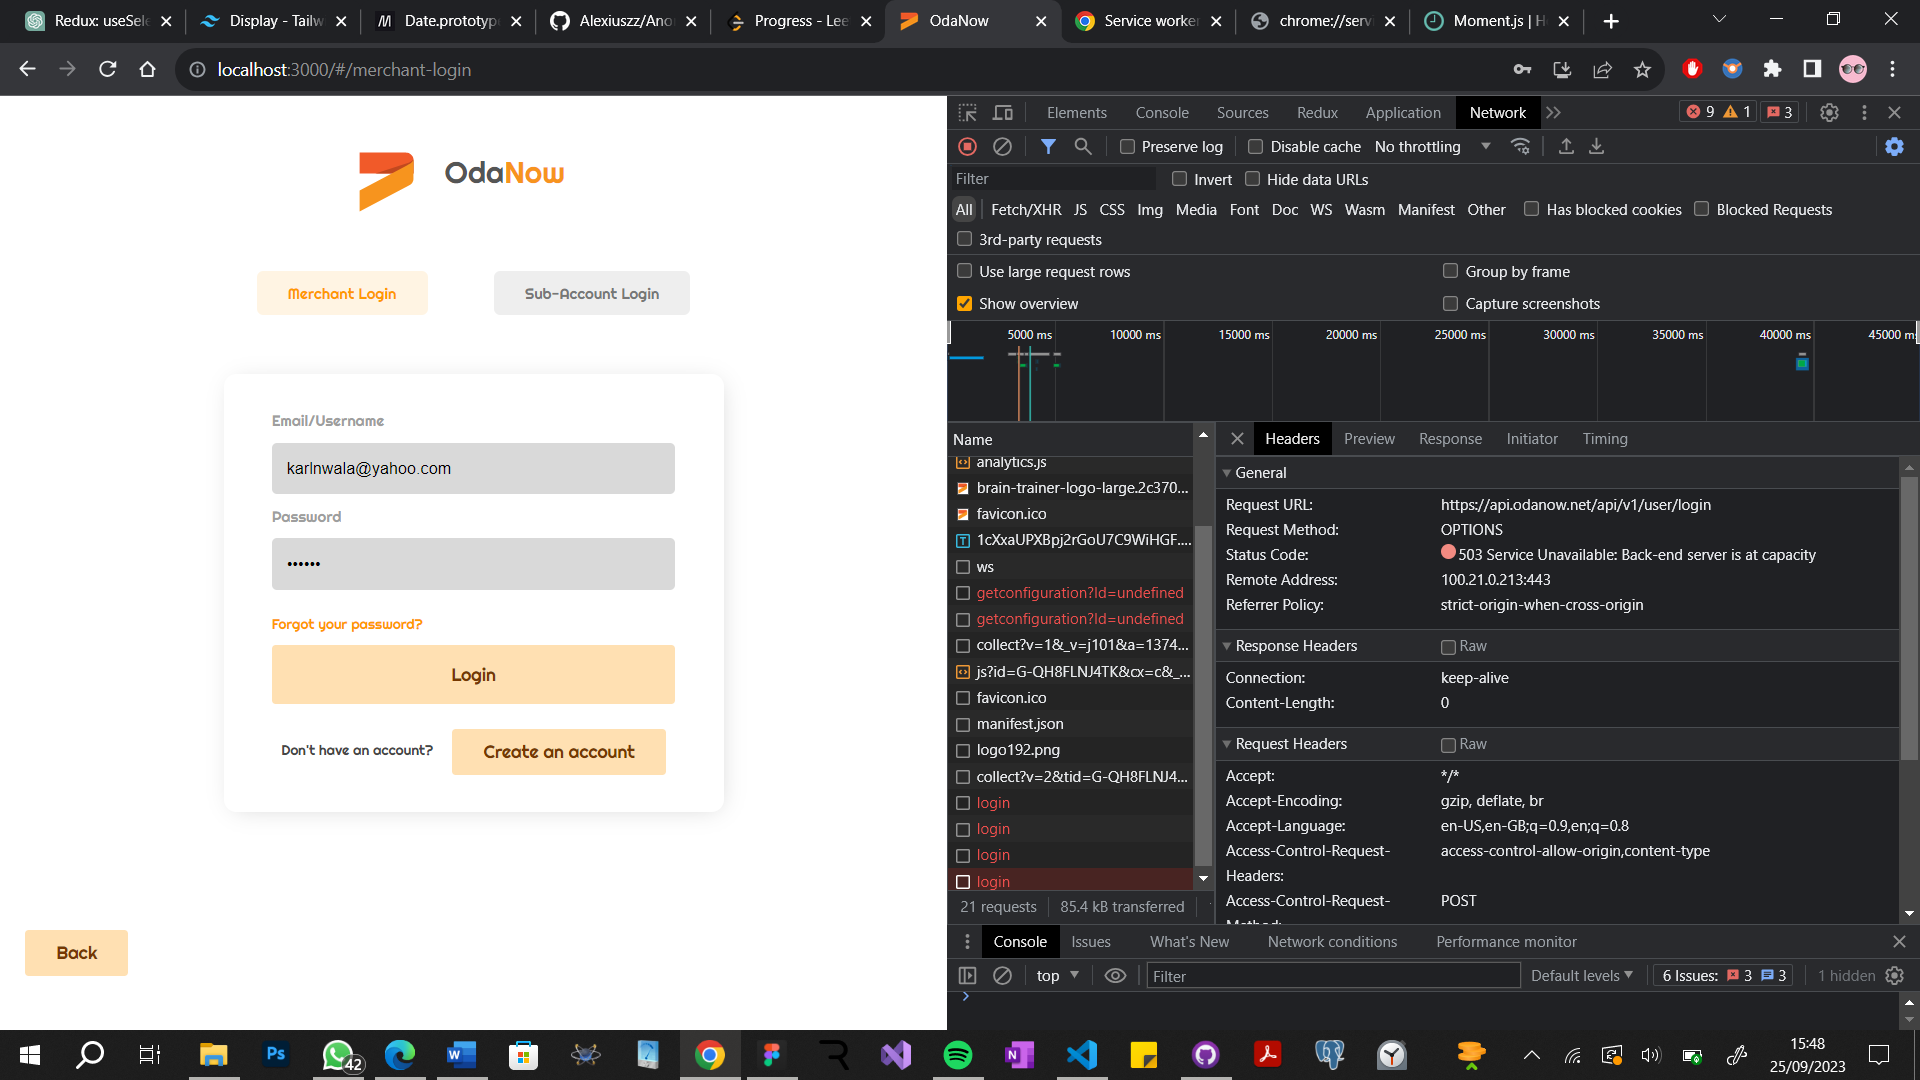 Redux: useSele
Display - Tailw
Date.prototype
Alexiuszz/Ano
Progress - Lee
OdaNow
Service worker
chrome://servi
Moment.js | H
localhost:3000/#/merchant-login
OdaNow
Merchant Login
Sub-Account Login
Email/Username
karlnwala@yahoo.com
Password
••••••
Forgot your password?
Login
Don't have an account?
Create an account
Back
Elements Console Sources Redux Application Network
9 1 3
Preserve log Disable cache No throttling
Filter Invert Hide data URLs
All Fetch/XHR JS CSS Img Media Font Doc WS Wasm Manifest Other Has blocked cookies Blocked Requests
3rd-party requests
Use large request rows Group by frame
Show overview Capture screenshots
5000 ms 10000 ms 15000 ms 20000 ms 25000 ms 30000 ms 35000 ms 40000 ms 45000 m
Name
analytics.js
brain-trainer-logo-large.2c370...
favicon.ico
1cXxaUPXBpj2rGoU7C9WiHGF....
ws
getconfiguration?Id=undefined
getconfiguration?Id=undefined
collect?v=1&_v=j101&a=1374...
js?id=G-QH8FLNJ4TK&cx=c&_...
favicon.ico
manifest.json
logo192.png
collect?v=2&tid=G-QH8FLNJ4...
login
login
login
login
21 requests 85.4 kB transferred
Headers Preview Response Initiator Timing
General
Request URL: https://api.odanow.net/api/v1/user/login
Request Method: OPTIONS
Status Code: 503 Service Unavailable: Back-end server is at capacity
Remote Address: 100.21.0.213:443
Referrer Policy: strict-origin-when-cross-origin
Response Headers Raw
Connection: keep-alive
Content-Length: 0
Request Headers Raw
Accept: */*
Accept-Encoding: gzip, deflate, br
Accept-Language: en-US,en-GB;q=0.9,en;q=0.8
Access-Control-Request- access-control-allow-origin,content-type
Headers:
Access-Control-Request- POST
Method:
Console Issues What's New Network conditions Performance monitor
top Filter Default levels 6 Issues: 3 3 1 hidden
42
15:48
25/09/2023